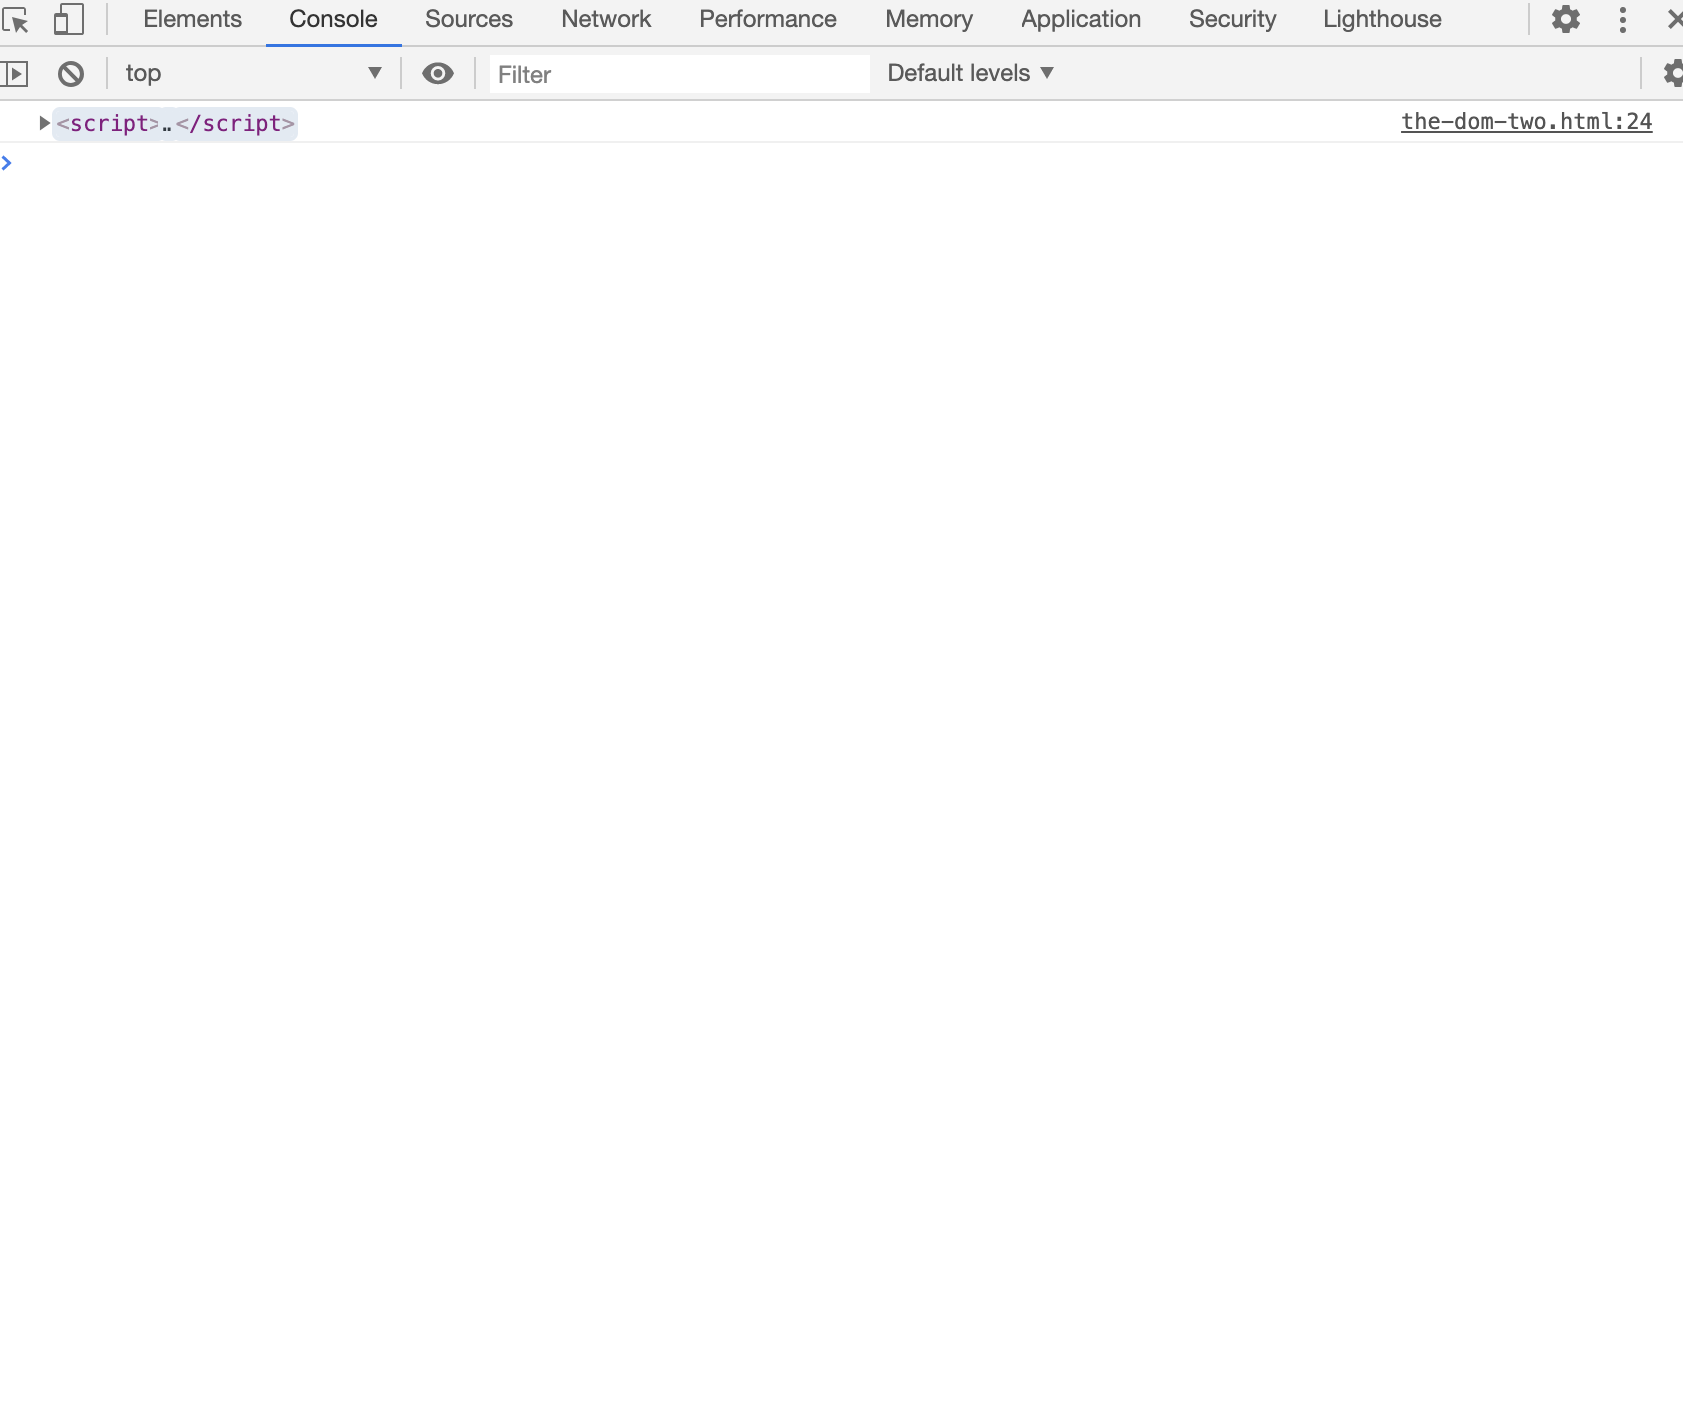 Elements Console Sources Network Performance Memory Application Security Lighthouse
top Filter Default levels
<script>…</script> the-dom-two.html:24